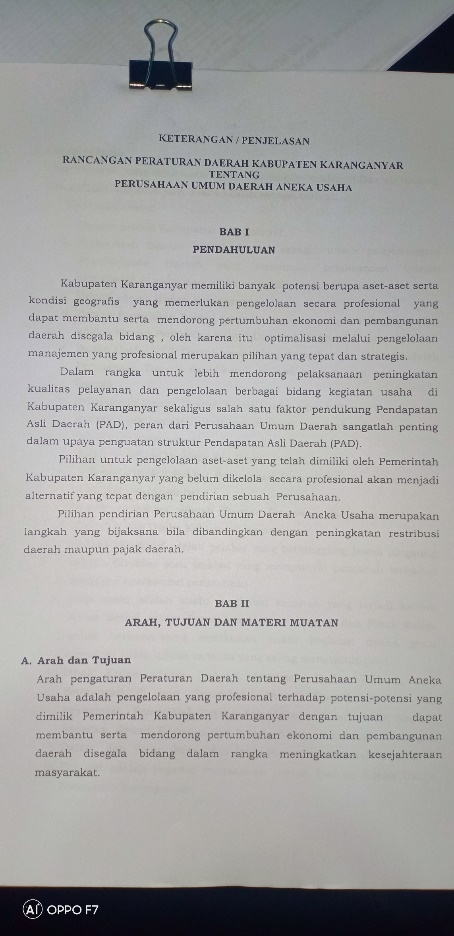 KETERANGAN / PENJELASAN
RANCANGAN PERATURAN DAERAH KABUPATEN KARANGANYAR
TENTANG
PERUSAHAAN UMUM DAERAH ANEKA USAHA
BAB I
PENDAHULUAN
Kabupaten Karanganyar memiliki banyak potensi berupa aset-aset serta
kondisi geografis yang memerlukan pengelolaan secara profesional yang
dapat membantu serta mendorong pertumbuhan ekonomi dan pembangunan
daerah disegala bidang , oleh karena itu optimalisasi melalui pengelolaan
manajemen yang profesional merupakan pilihan yang tepat dan strategis.
Dalam rangka untuk lebih mendorong pelaksanaan peningkatan
kualitas pelayanan dan pengelolaan berbagai bidang kegiatan usaha di
Kabupaten Karanganyar sekaligus salah satu faktor pendukung Pendapatan
Asli Daerah (PAD), peran dari Perusahaan Umum Daerah sangatlah penting
dalam upaya penguatan struktur Pendapatan Asli Daerah (PAD).
Pilihan untuk pengelolaan aset-aset yang telah dimiliki oleh Pemerintah
Kabupaten Karanganyar yang belum dikelola secara profesional akan menjadi
alternatif yang tepat dengan pendirian sebuah Perusahaan.
Pilihan pendirian Perusahaan Umum Daerah Aneka Usaha merupakan
langkah yang bijaksana bila dibandingkan dengan peningkatan restribusi
daerah maupun pajak daerah.
BAB II
ARAH, TUJUAN DAN MATERI MUATAN
A. Arah dan Tujuan
Arah pengaturan Peraturan Daerah tentang Perusahaan Umum Aneka
Usaha adalah pengelolaan yang profesional terhadap potensi-potensi yang
dimilik Pemerintah Kabupaten Karanganyar dengan tujuan dapat
membantu serta mendorong pertumbuhan ekonomi dan pembangunan
daerah disegala bidang dalam rangka meningkatkan kesejahteraan
masyarakat.
AI OPPO F7